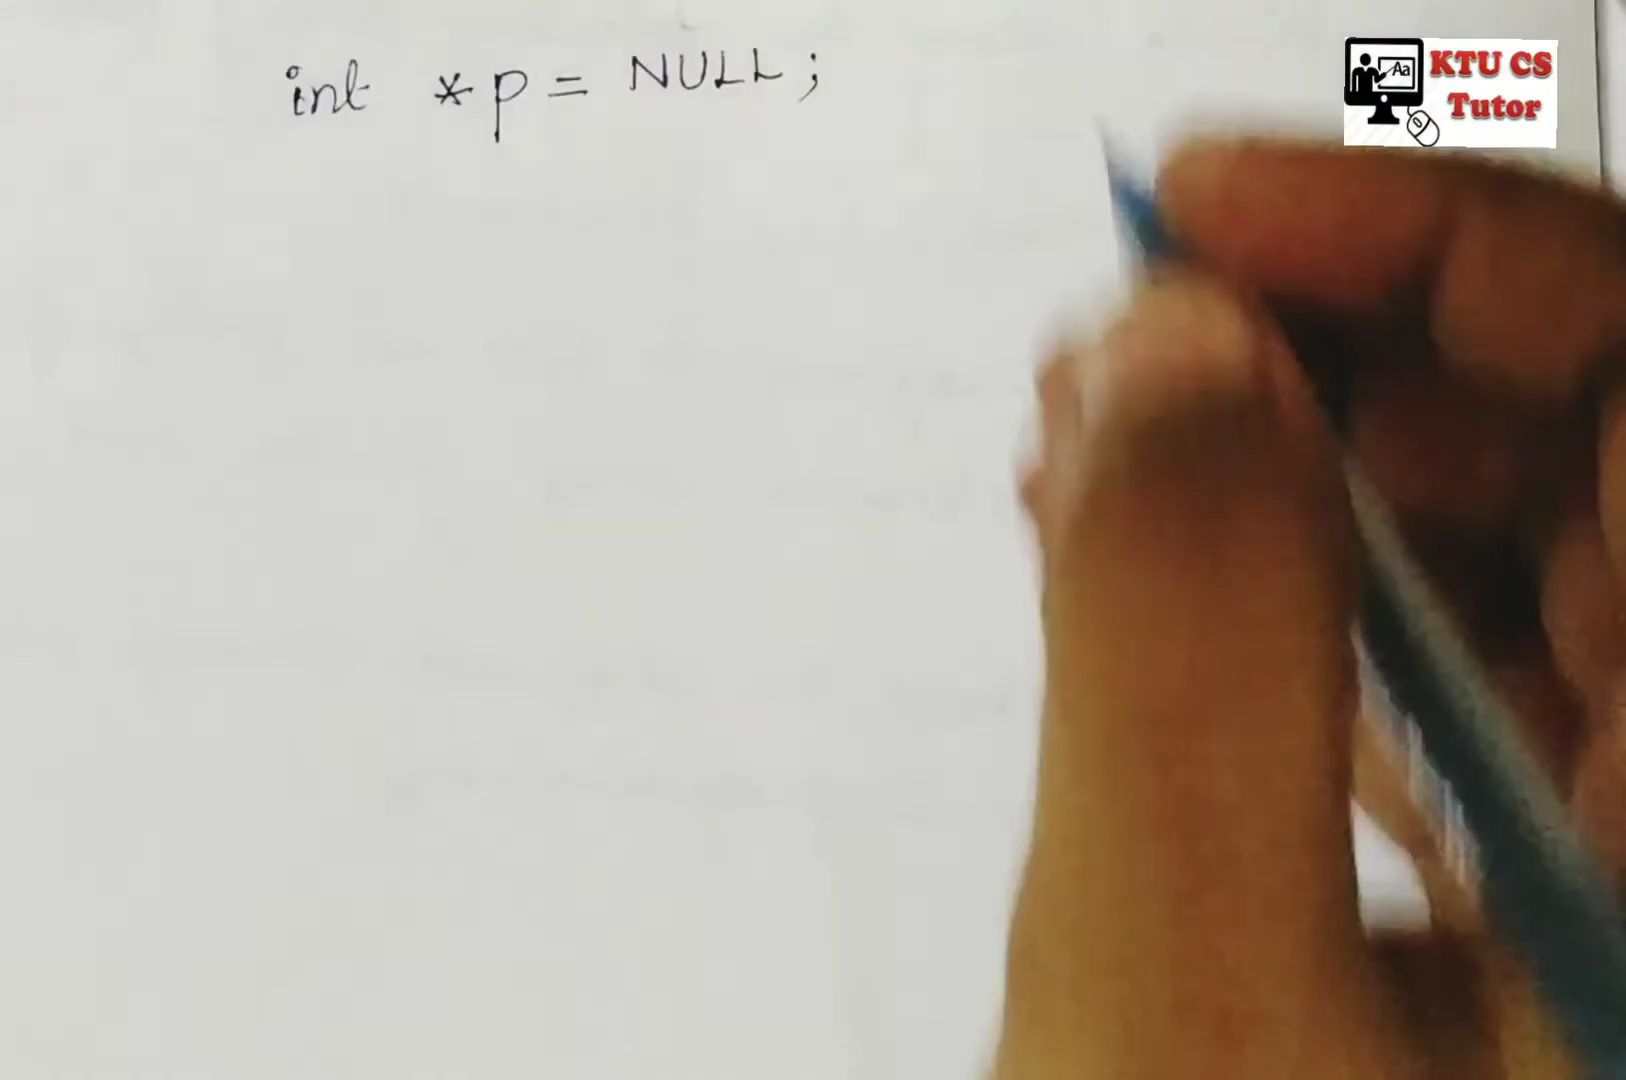 int *p = NULL;
Aa
KTU CS
Tutor